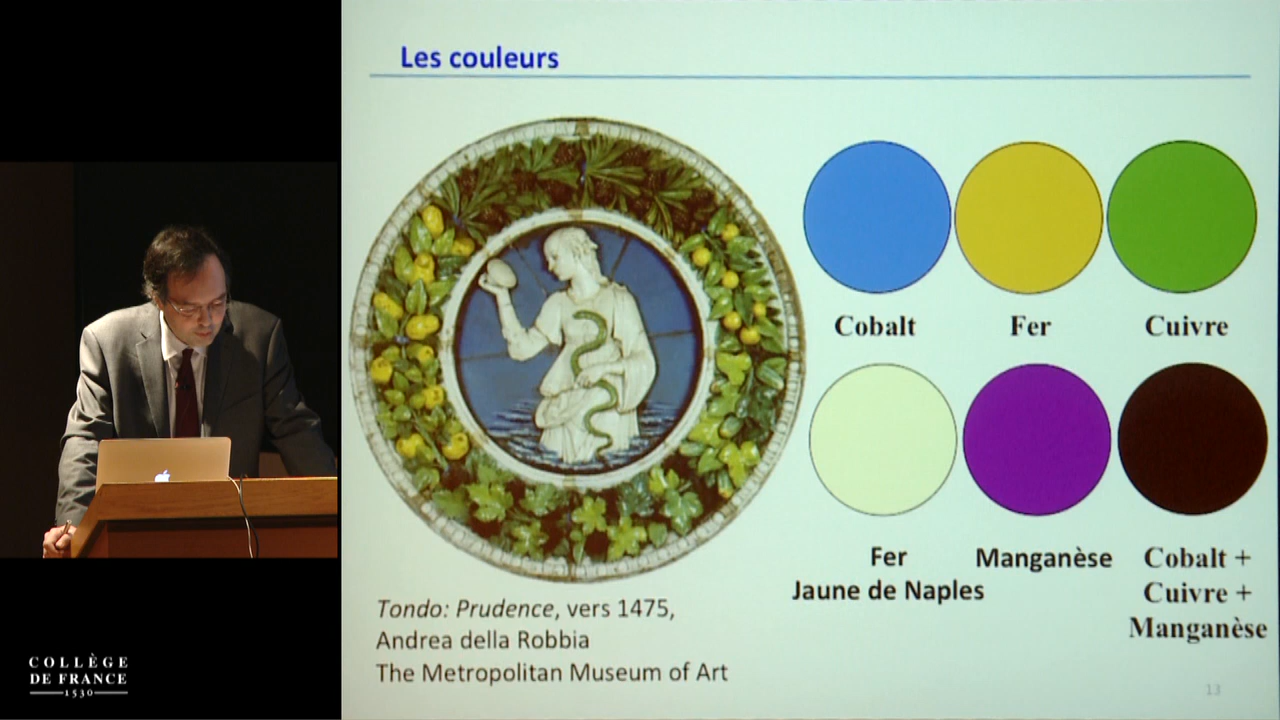 Les couleurs
Cobalt
Fer
Cuivre
Fer
Jaune de Naples
Manganèse
Cobalt +
Cuivre +
Manganèse
Tondo: Prudence, vers 1475,
Andrea della Robbia
The Metropolitan Museum of Art
13
COLLÈGE
DE FRANCE
1530